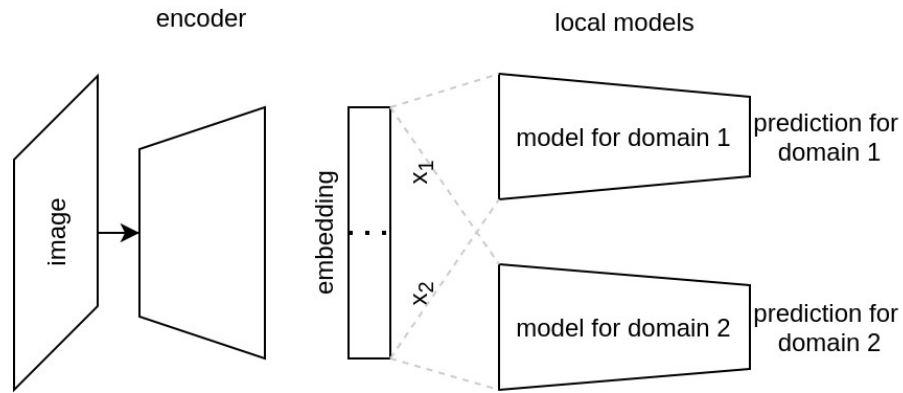 encoder
local models
image
embedding
x₁
x₂
model for domain 1
prediction for
domain 1
model for domain 2
prediction for
domain 2